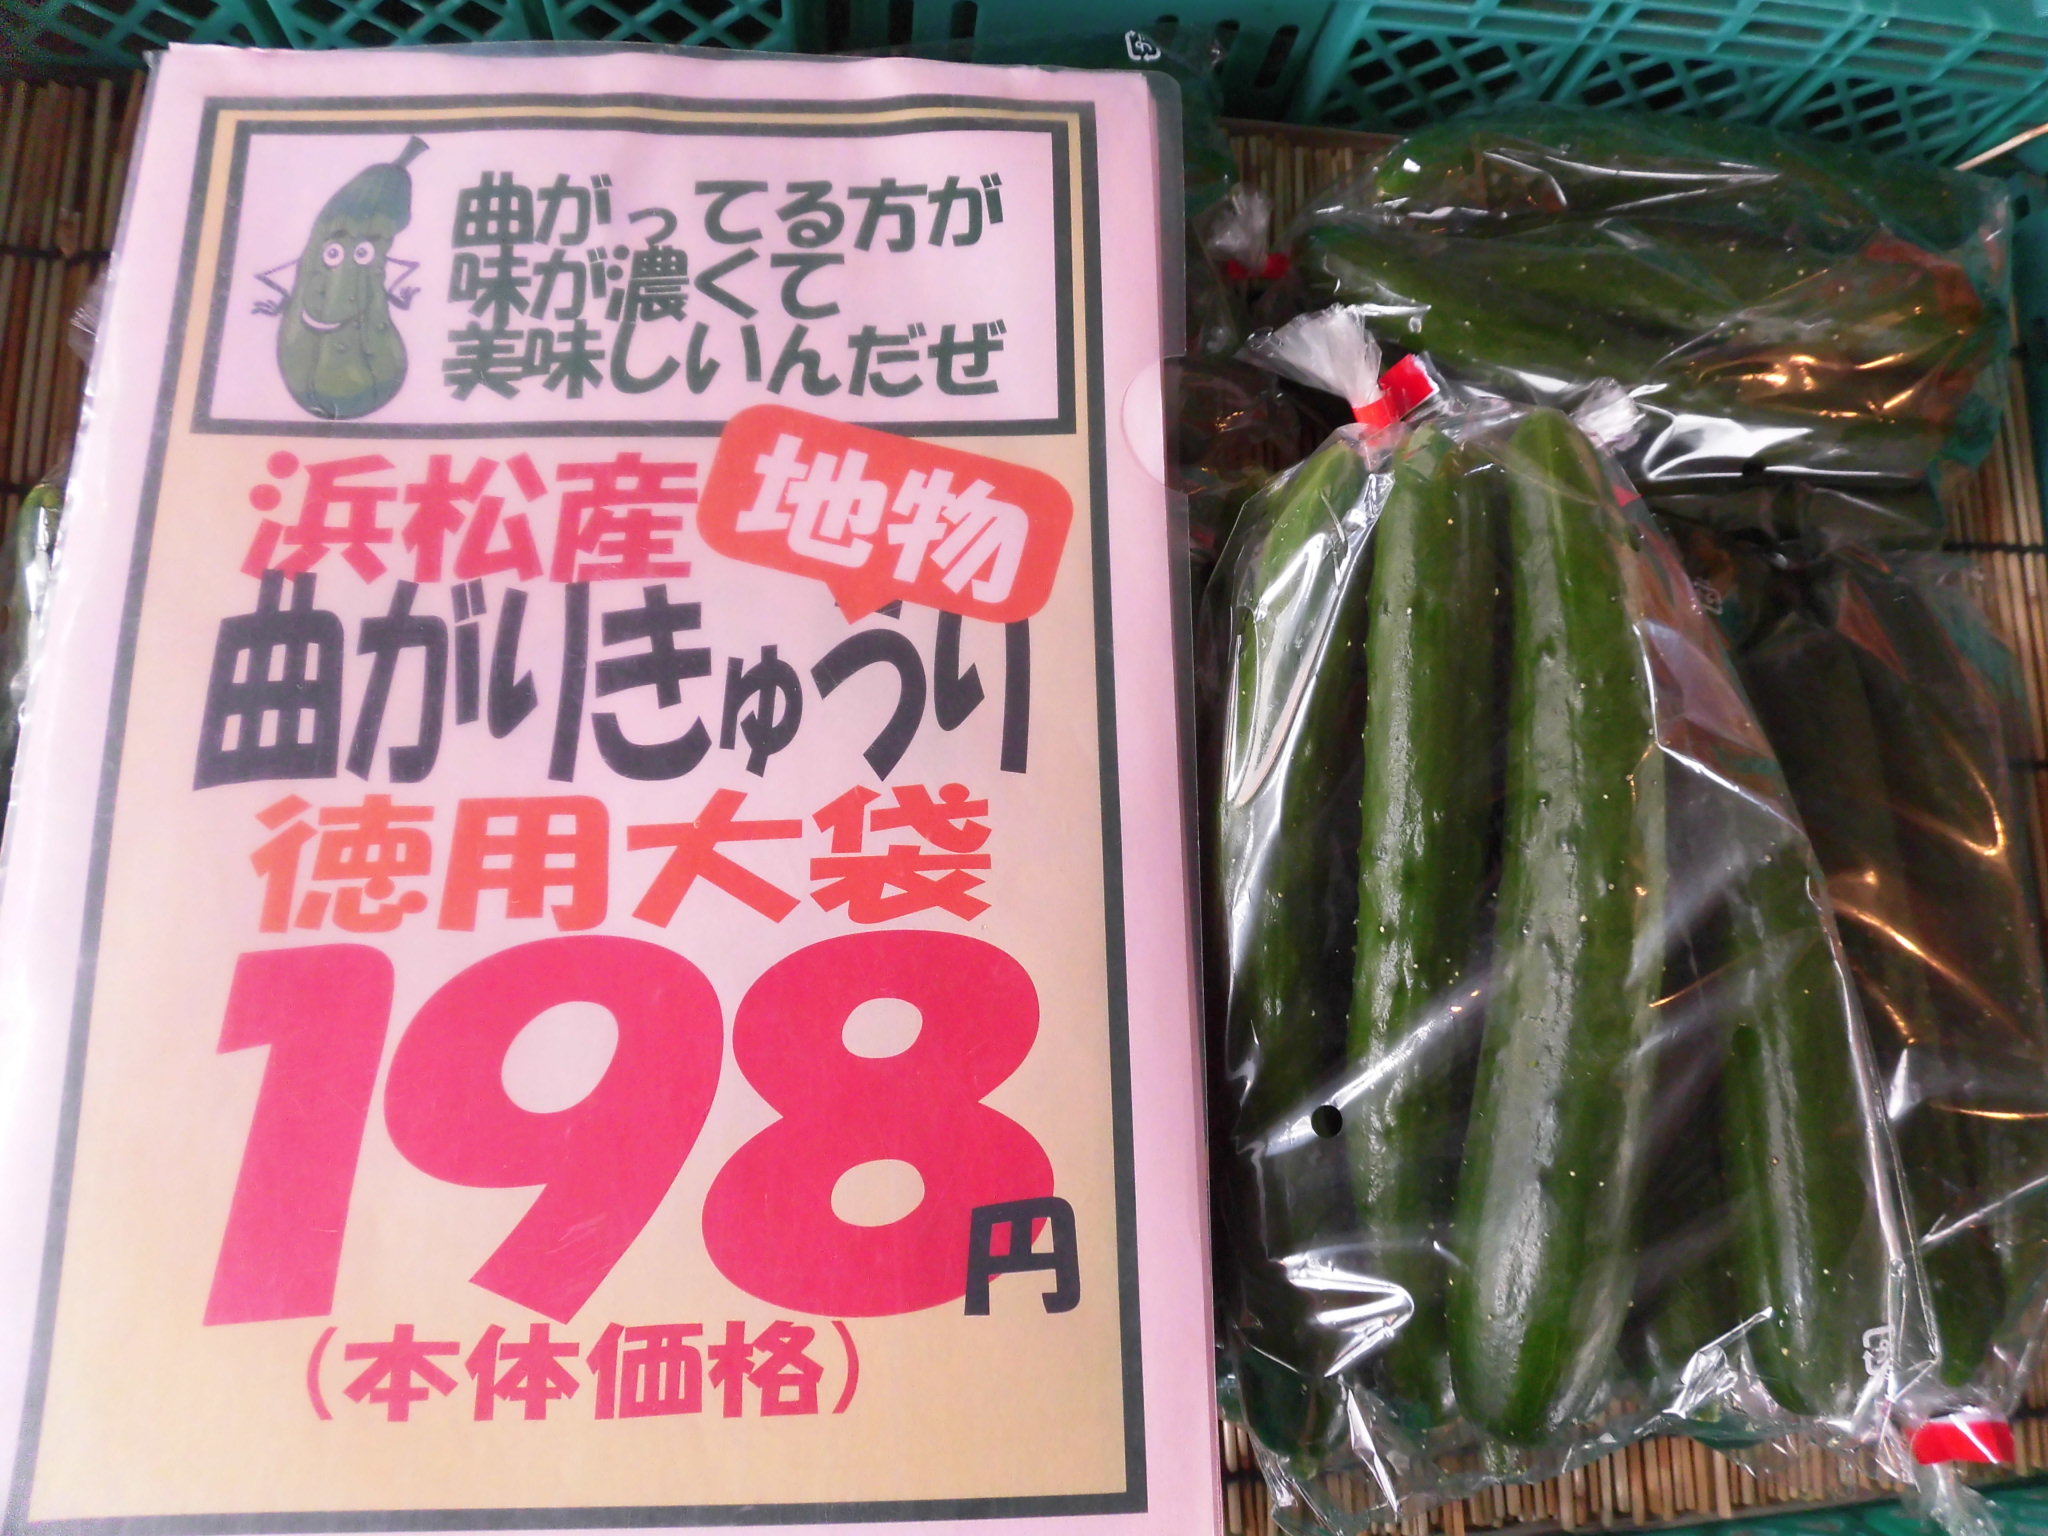 曲がってる方が
味が濃くて
美味しいんだぜ
浜松産
地物
曲がりきゅうり
徳用大袋
198円
(本体価格)